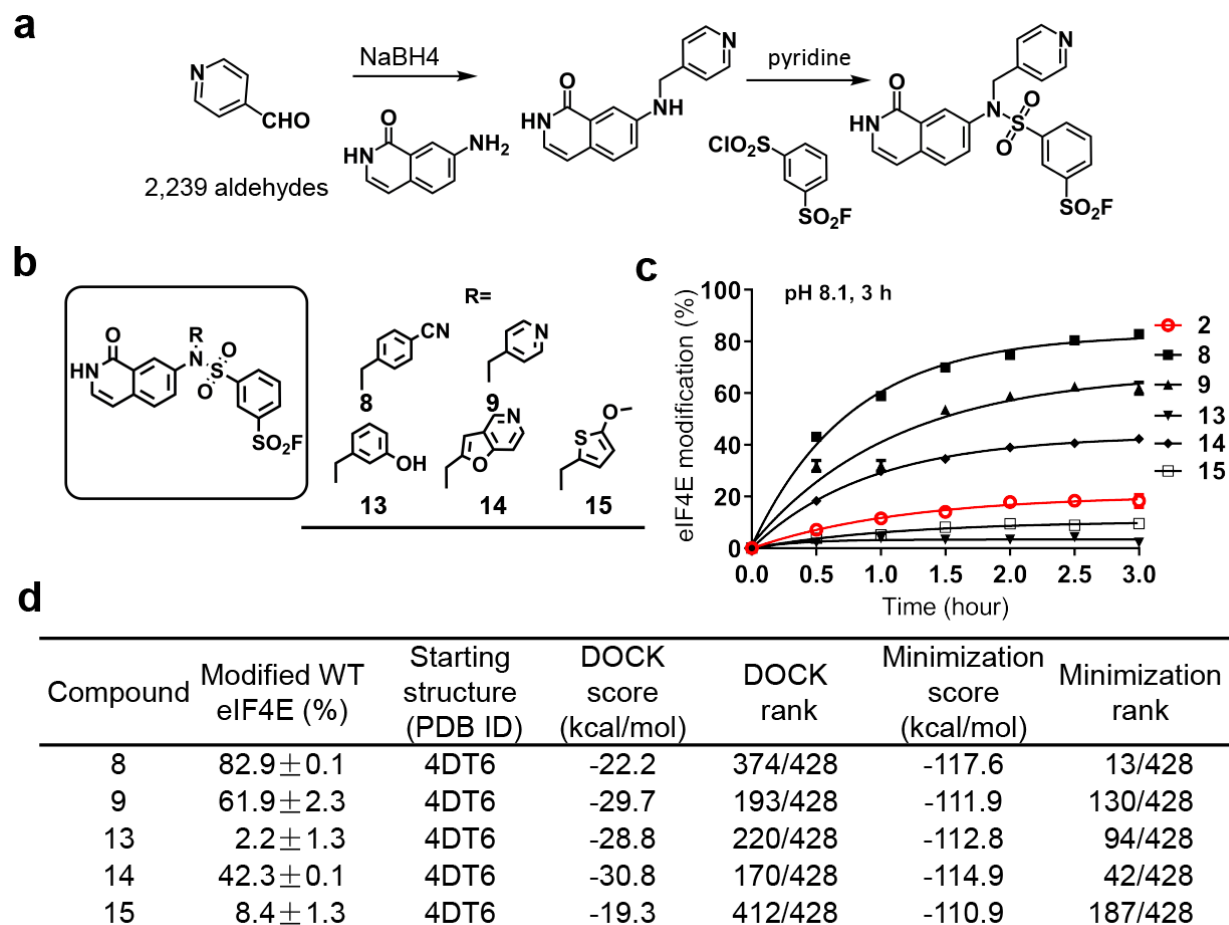 a
NaBH4
pyridine
N
CHO
2,239 aldehydes
O
HN
NH2
O
HN
NH
N
ClO2S
SO2F
O
HN
N
N
O
S
O
SO2F
b
R=
O
HN
R
N
O
S
O
SO2F
CN
8
N
9
OH
13
N
O
14
S
O
15
c
pH 8.1, 3 h
eIF4E modification (%)
100
80
60
40
20
0
0.0 0.5 1.0 1.5 2.0 2.5 3.0
Time (hour)
2
8
9
13
14
15
d
Compound Modified WT eIF4E (%) Starting structure (PDB ID) DOCK score (kcal/mol) DOCK rank Minimization score (kcal/mol) Minimization rank
8 82.9±0.1 4DT6 -22.2 374/428 -117.6 13/428
9 61.9±2.3 4DT6 -29.7 193/428 -111.9 130/428
13 2.2±1.3 4DT6 -28.8 220/428 -112.8 94/428
14 42.3±0.1 4DT6 -30.8 170/428 -114.9 42/428
15 8.4±1.3 4DT6 -19.3 412/428 -110.9 187/428